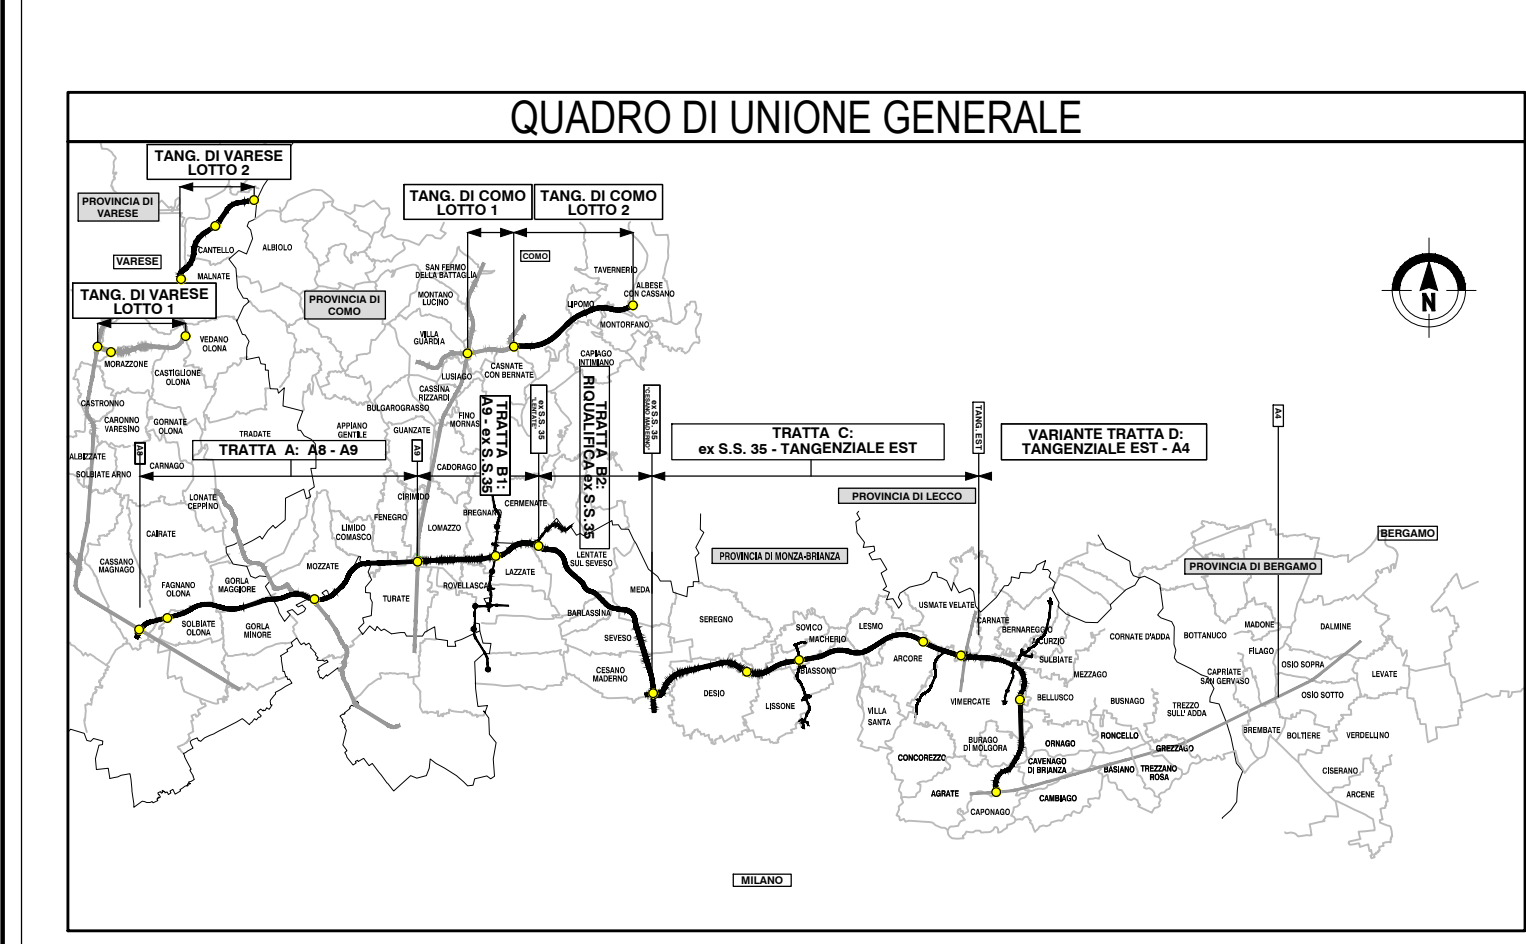 QUADRO DI UNIONE GENERALE
TANG. DI VARESE
LOTTO 2
PROVINCIA DI
VARESE
TANG. DI COMO
LOTTO 1
TANG. DI COMO
LOTTO 2
CANTELLO
ALBIOLO
VARESE
MALNATE
COMO
SAN FERMO
DELLA BATTAGLIA
TAVERNERIO
ALBESE
CON CASSANO
TANG. DI VARESE
LOTTO 1
PROVINCIA DI
COMO
MONTANO
LUCINO
LIPOMO
MONTORFANO
N
VILLA
GUARDIA
VEDANO
OLONA
MORAZZONE
CASTIGLIONE
OLONA
LUSIAGO
CASNATE
CON BERNATE
CAPIAGO
INTIMIANO
CASSINA
RIZZARDI
CASTRONNO
BULGAROGRASSO
FINO
MORNAS
CARONNO
VARESINO
GORNATE
OLONA
APPIANO
GENTILE
GUANZATE
TRADATE
TRATTA A: A8 - A9
A8
A9
TRATTA B1:
A9 - ex S.S.35
ex S.S. 35
"LENTATE"
TRATTA B2:
RIQUALIFICA ex S.S.35
ex S.S. 35
"CESANO MADERNO"
TRATTA C:
ex S.S. 35 - TANGENZIALE EST
TANG. EST
VARIANTE TRATTA D:
TANGENZIALE EST - A4
A4
ALBIZZATE
SOLBIATE ARNO
CARNAGO
CADORAGO
CIRIMIDO
CERMENATE
LONATE
CEPPINO
FENEGRO
LOMAZZO
BREGNANO
LIMIDO
COMASCO
CAIRATE
PROVINCIA DI LECCO
BERGAMO
CASSANO
MAGNAGO
MOZZATE
LENTATE
SUL SEVESO
LAZZATE
PROVINCIA DI MONZA-BRIANZA
PROVINCIA DI BERGAMO
FAGNANO
OLONA
GORLA
MAGGIORE
ROVELLASCA
TURATE
MEDA
BARLASSINA
SOLBIATE
OLONA
GORLA
MINORE
SEVESO
SEREGNO
SOVICO
MACHERIO
LESMO
USMATE VELATE
CARNATE
BERNAREGGIO
AICURZIO
CORNATE D'ADDA
BOTTANUCO
MADONE
DALMINE
FILAGO
CESANO
MADERNO
BIASSONO
ARCORE
SULBIATE
MEZZAGO
OSIO SOPRA
CAPRIATE
SAN GERVASO
LEVATE
DESIO
LISSONE
VILLA
SANTA
VIMERCATE
BELLUSCO
BUSNAGO
TREZZO
SULL' ADDA
OSÍO SOTTO
BURAGO
DI MOLGORA
ORNAGO
RONCELLO
GREZZAGO
BREMBATE
BOLTIERE
VERDELLINO
CONCOREZZO
CAVENAGO
DI BRIANZA
BASIANO
TREZZANO
ROSA
CISERANO
AGRATE
CAMBIAGO
ARCENE
CAPONAGO
MILANO